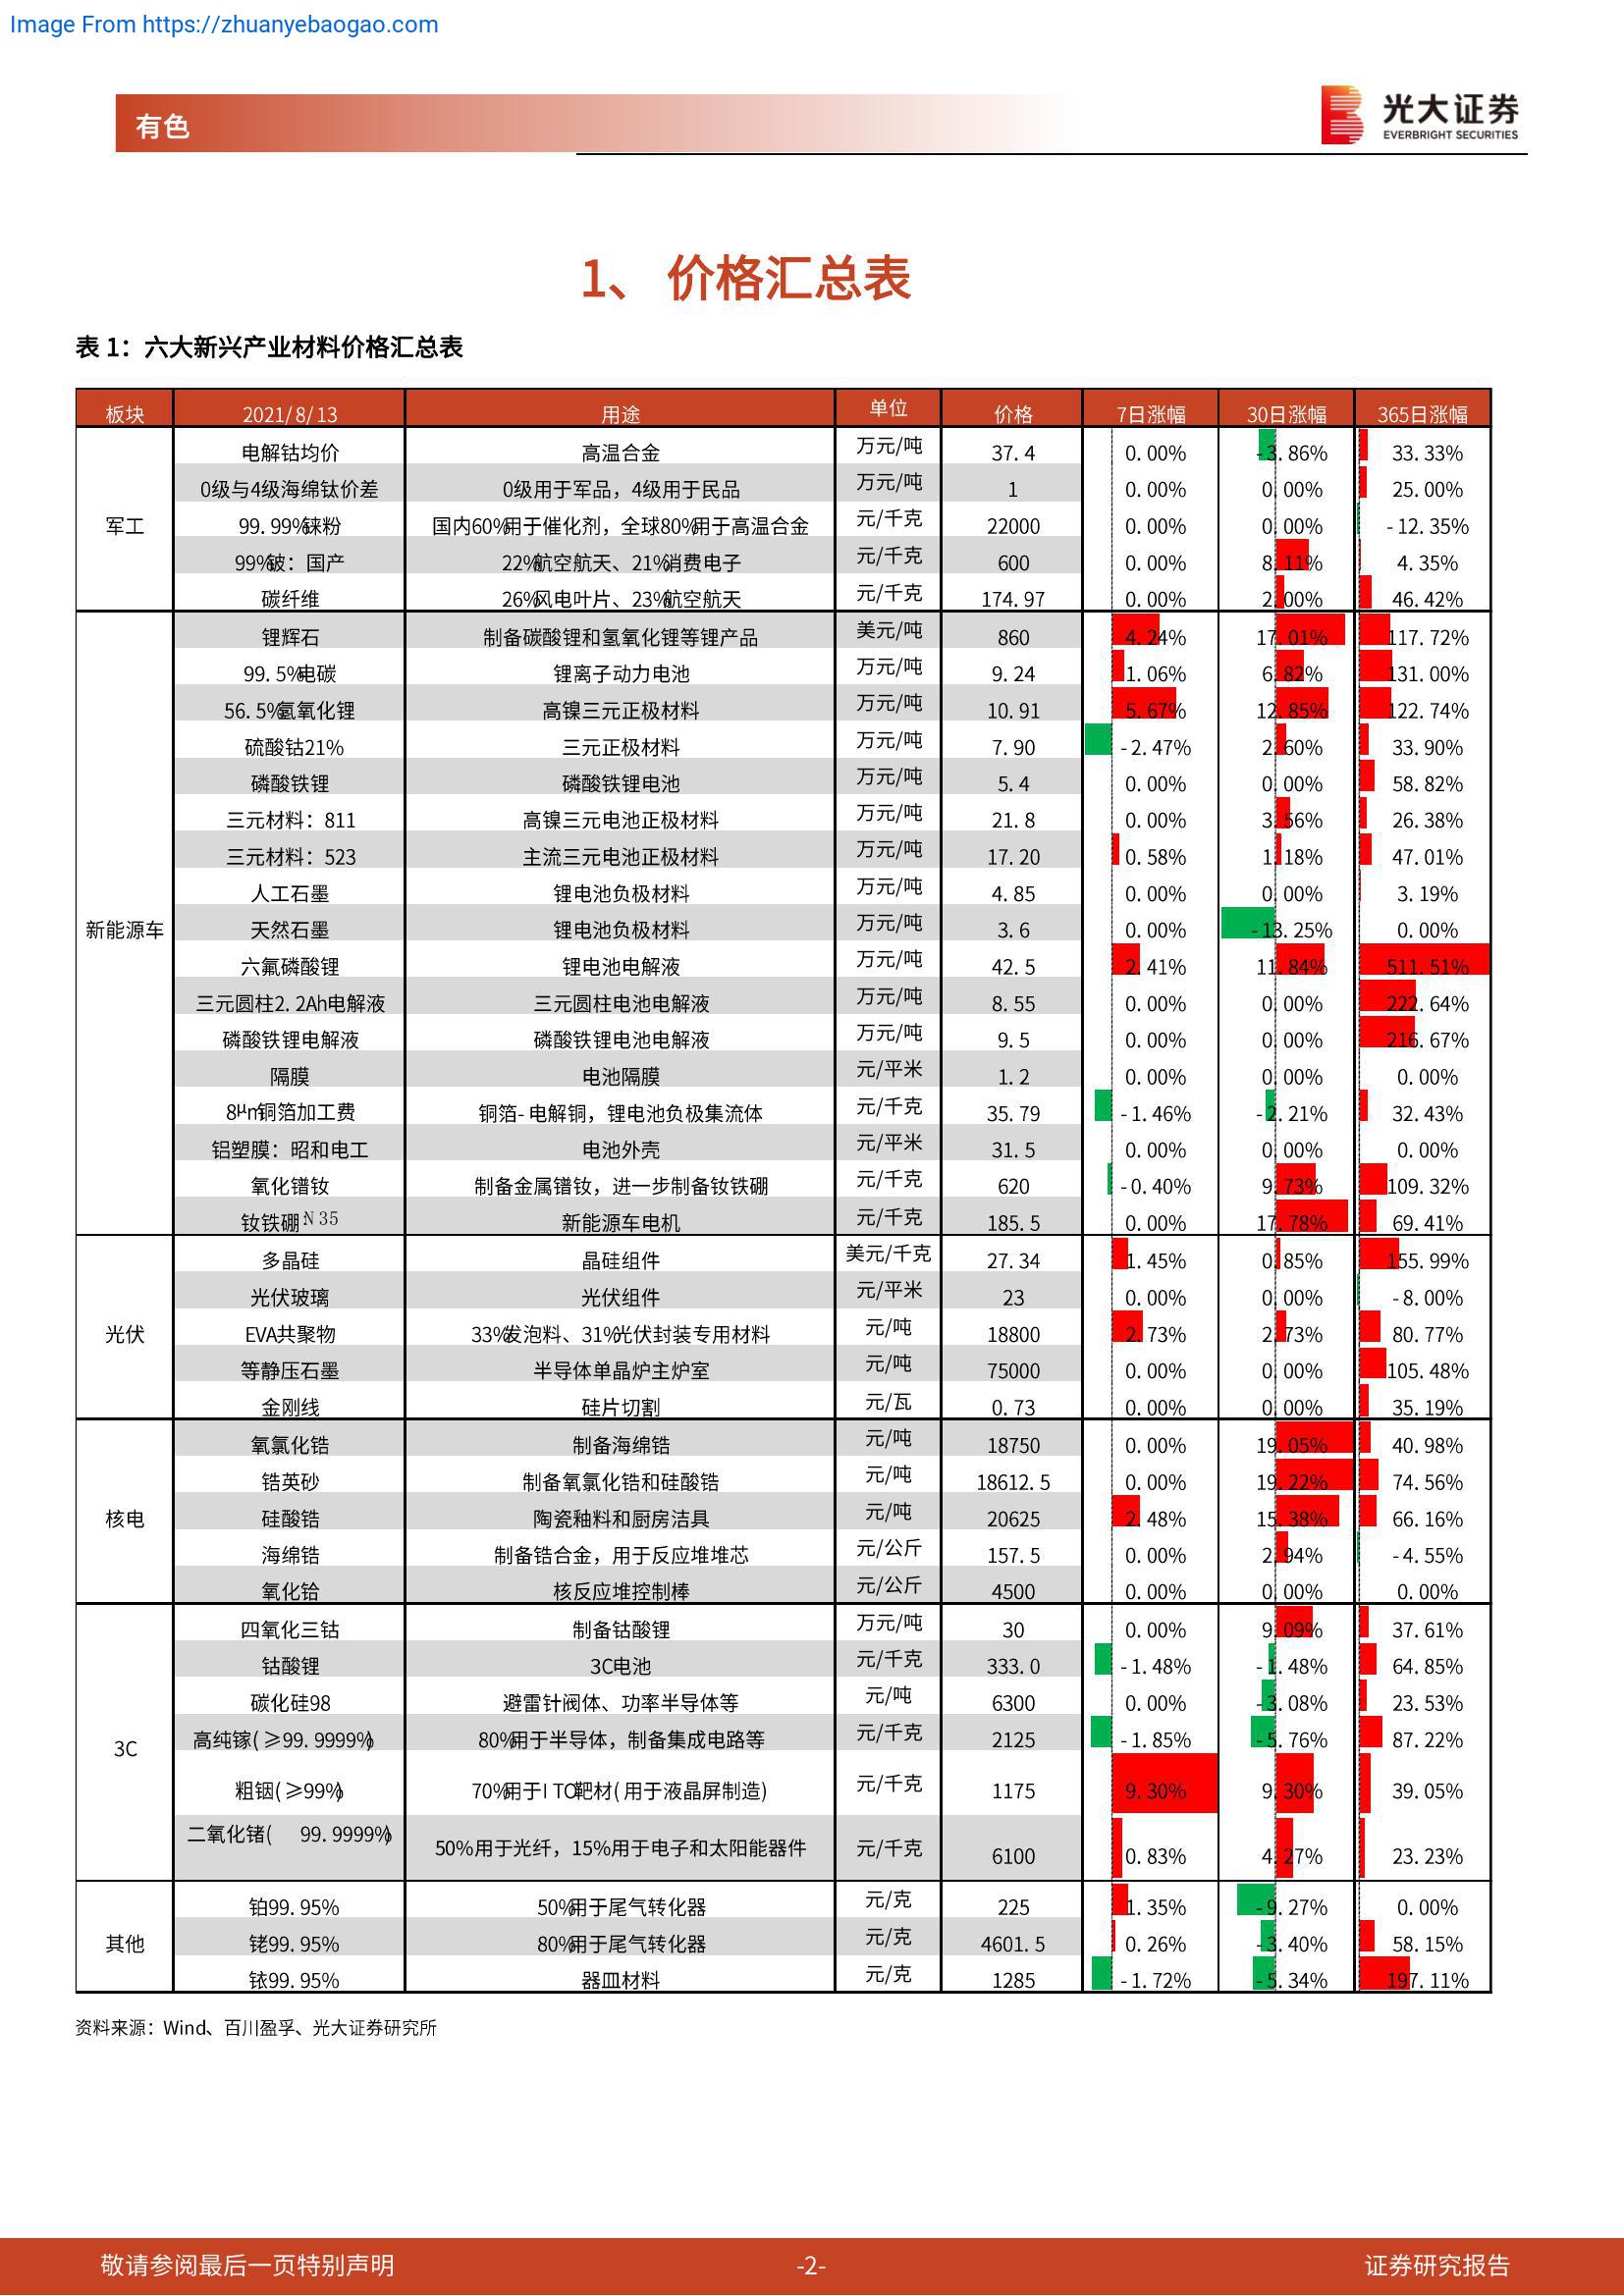 Image From https://zhuanyebaogao.com
有色
光大证券
EVERBRIGHT SECURITIES
1、 价格汇总表
表 1：六大新兴产业材料价格汇总表
板块 2021/8/13 用途 单位 价格 7日涨幅 30日涨幅 365日涨幅
电解钴均价 高温合金 万元/吨 37.4 0.00% -3.86% 33.33%
0级与4级海绵钛价差 0级用于军品，4级用于民品 万元/吨 1 0.00% 0.00% 25.00%
军工 99.99%铼粉 国内60%用于催化剂，全球80%用于高温合金 元/千克 22000 0.00% 0.00% -12.35%
99%铍：国产 22%航空航天、21%消费电子 元/千克 600 0.00% 8.11% 4.35%
碳纤维 26%风电叶片、23%航空航天 元/千克 174.97 0.00% 2.00% 46.42%
锂辉石 制备碳酸锂和氢氧化锂等锂产品 美元/吨 860 4.24% 17.01% 117.72%
99.5%电碳 锂离子动力电池 万元/吨 9.24 1.06% 6.82% 131.00%
56.5%氢氧化锂 高镍三元正极材料 万元/吨 10.91 5.67% 12.85% 122.74%
硫酸钴21% 三元正极材料 万元/吨 7.90 -2.47% 2.60% 33.90%
磷酸铁锂 磷酸铁锂电池 万元/吨 5.4 0.00% 0.00% 58.82%
三元材料：811 高镍三元电池正极材料 万元/吨 21.8 0.00% 3.56% 26.38%
三元材料：523 主流三元电池正极材料 万元/吨 17.20 0.58% 1.18% 47.01%
人工石墨 锂电池负极材料 万元/吨 4.85 0.00% 0.00% 3.19%
新能源车 天然石墨 锂电池负极材料 万元/吨 3.6 0.00% -13.25% 0.00%
六氟磷酸锂 锂电池电解液 万元/吨 42.5 2.41% 11.84% 511.51%
三元圆柱2.2Ah电解液 三元圆柱电池电解液 万元/吨 8.55 0.00% 0.00% 222.64%
磷酸铁锂电解液 磷酸铁锂电池电解液 万元/吨 9.5 0.00% 0.00% 216.67%
隔膜 电池隔膜 元/平米 1.2 0.00% 0.00% 0.00%
8μm铜箔加工费 铜箔-电解铜，锂电池负极集流体 元/千克 35.79 -1.46% -2.21% 32.43%
铝塑膜：昭和电工 电池外壳 元/平米 31.5 0.00% 0.00% 0.00%
氧化镨钕 制备金属镨钕，进一步制备钕铁硼 元/千克 620 -0.40% 9.73% 109.32%
钕铁硼N35 新能源车电机 元/千克 185.5 0.00% 17.78% 69.41%
多晶硅 晶硅组件 美元/千克 27.34 1.45% 0.85% 155.99%
光伏玻璃 光伏组件 元/平米 23 0.00% 0.00% -8.00%
光伏 EVA共聚物 33%发泡料、31%光伏封装专用材料 元/吨 18800 2.73% 2.73% 80.77%
等静压石墨 半导体单晶炉主炉室 元/吨 75000 0.00% 0.00% 105.48%
金刚线 硅片切割 元/瓦 0.73 0.00% 0.00% 35.19%
氧氯化锆 制备海绵锆 元/吨 18750 0.00% 19.05% 40.98%
锆英砂 制备氧氯化锆和硅酸锆 元/吨 18612.5 0.00% 19.22% 74.56%
核电 硅酸锆 陶瓷釉料和厨房洁具 元/吨 20625 2.48% 15.38% 66.16%
海绵锆 制备锆合金，用于反应堆堆芯 元/公斤 157.5 0.00% 2.94% -4.55%
氧化铪 核反应堆控制棒 元/公斤 4500 0.00% 0.00% 0.00%
四氧化三钴 制备钴酸锂 万元/吨 30 0.00% 9.09% 37.61%
钴酸锂 3C电池 元/千克 333.0 -1.48% -1.48% 64.85%
碳化硅98 避雷针阀体、功率半导体等 元/吨 6300 0.00% -3.08% 23.53%
3C 高纯镓(≥99.9999%) 80%用于半导体，制备集成电路等 元/千克 2125 -1.85% -5.76% 87.22%
粗铟(≥99%) 70%用于ITO靶材(用于液晶屏制造) 元/千克 1175 9.30% 9.30% 39.05%
二氧化锗( 99.9999%) 50%用于光纤，15%用于电子和太阳能器件 元/千克 6100 0.83% 4.27% 23.23%
铂99.95% 50%用于尾气转化器 元/克 225 1.35% -9.27% 0.00%
其他 铑99.95% 80%用于尾气转化器 元/克 4601.5 0.26% -3.40% 58.15%
铱99.95% 器皿材料 元/克 1285 -1.72% -5.34% 197.11%
资料来源：Wind、百川盈孚、光大证券研究所
敬请参阅最后一页特别声明 -2- 证券研究报告